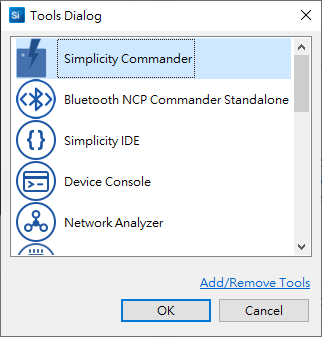 Si
Tools Dialog
Simplicity Commander
Bluetooth NCP Commander Standalone
Simplicity IDE
Device Console
Network Analyzer
Add/Remove Tools
OK
Cancel